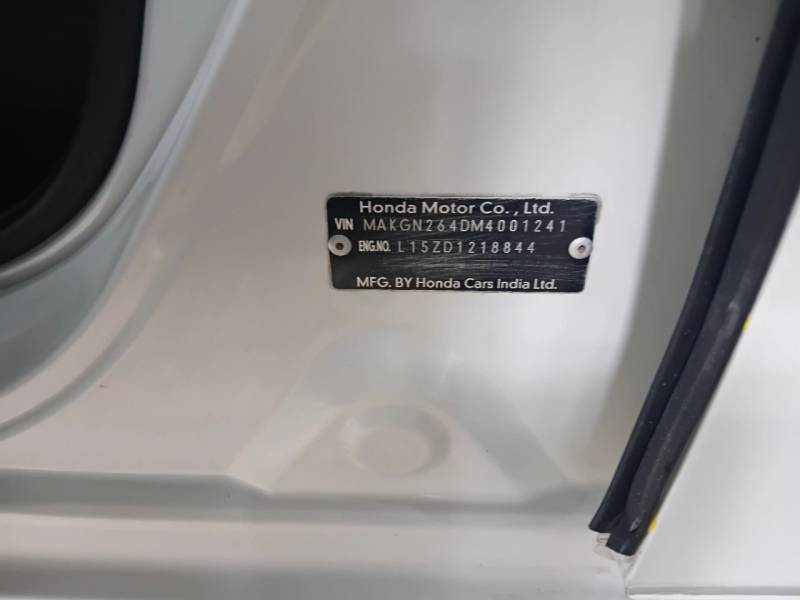 Honda Motor Co., Ltd.
VIN MAKGN264DM4001241
ENG.NO. L15ZD1218844
MFG. BY Honda Cars India Ltd.